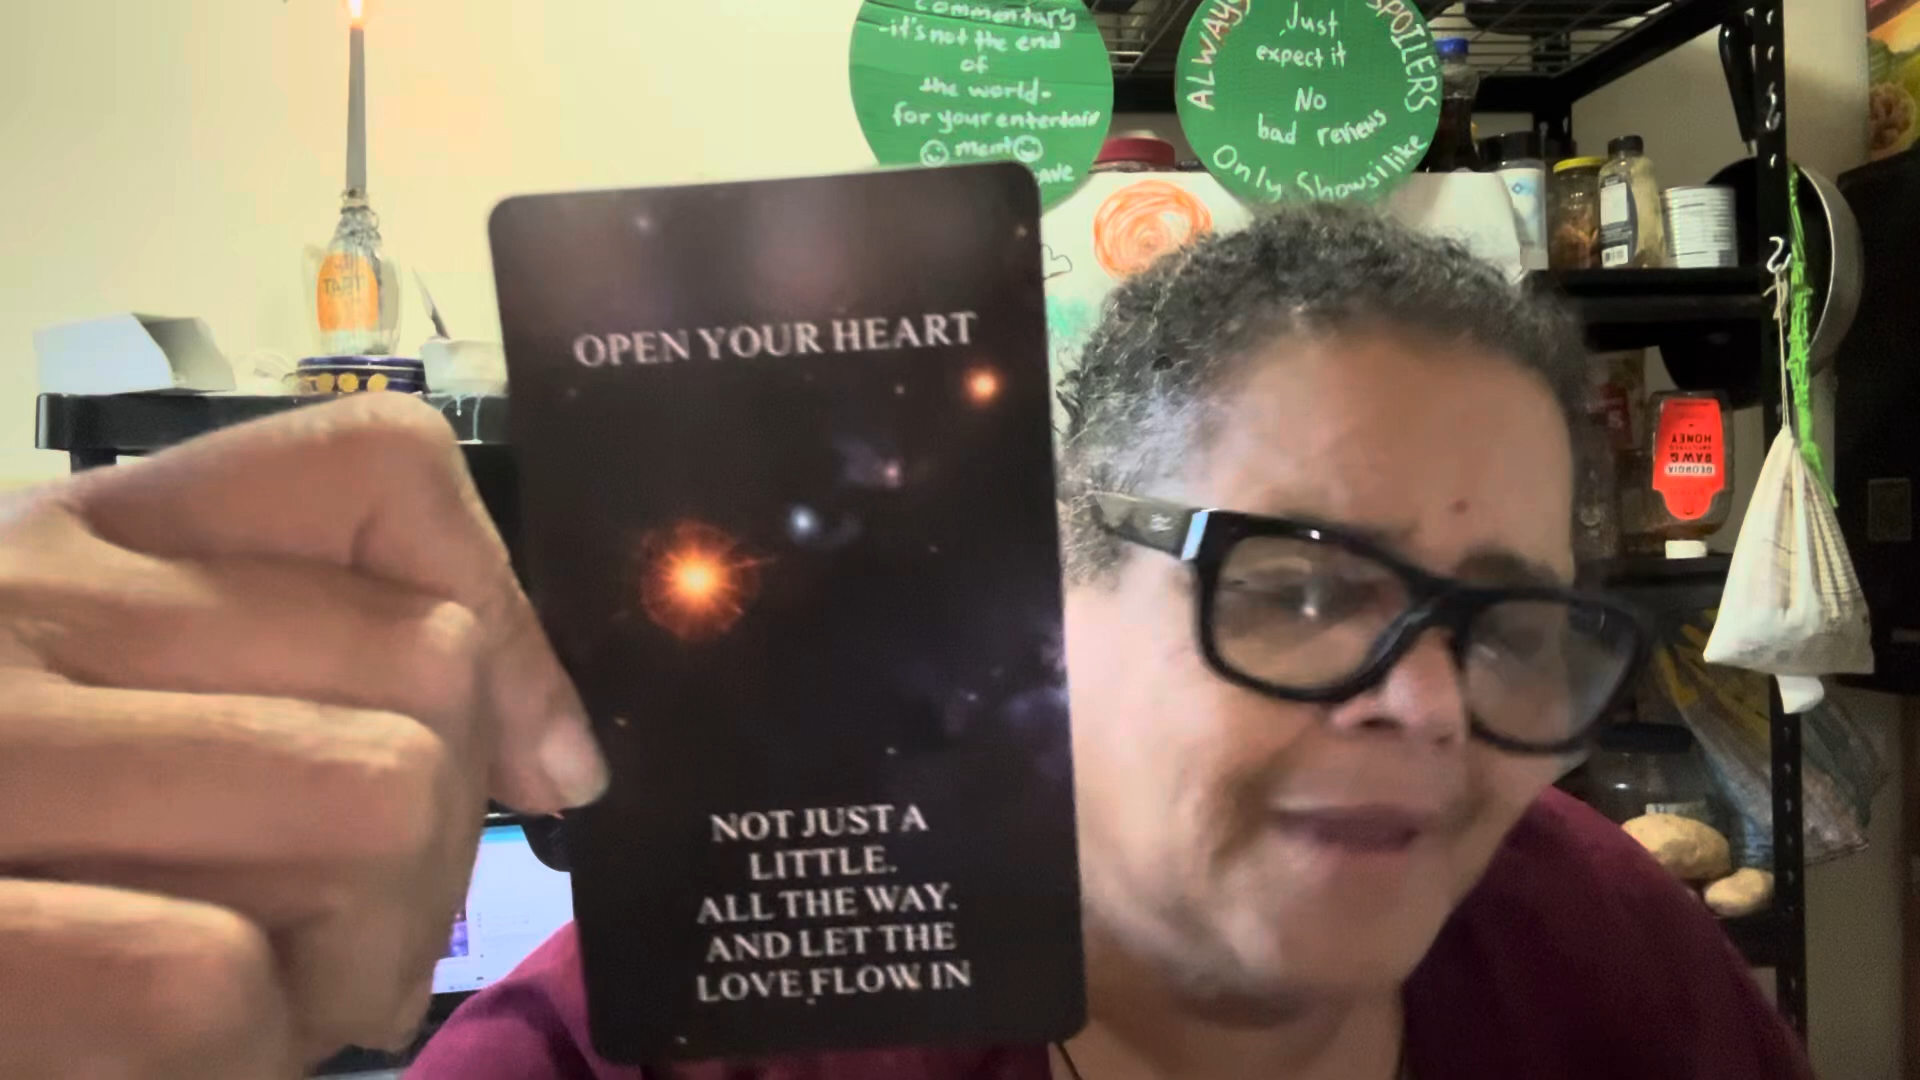 commentary
-it's not the end
of
the world-
for your entertain
ment
ALWAYS SPOILERS
Just
expect it
No
bad reviews
Only Shows I like
TAPT
OPEN YOUR HEART
NOT JUST A
LITTLE.
ALL THE WAY.
AND LET THE
LOVE FLOW IN
GEORGIA
RAW
HONEY